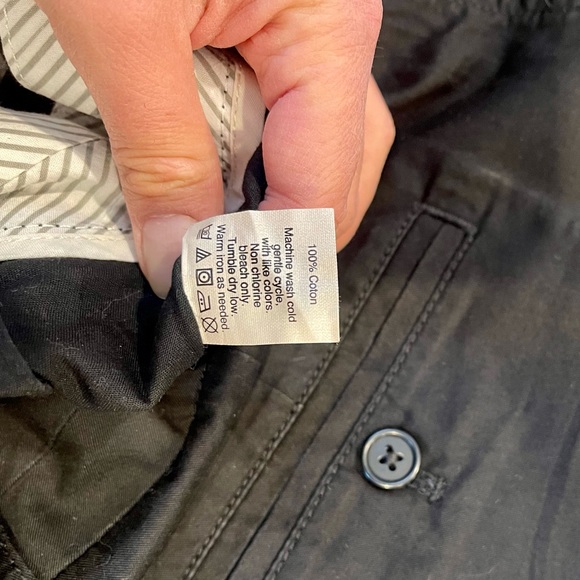 100% Coton
Machine wash cold
gentle cycle,
with like colors.
Non chlorine
bleach only.
Tumble dry low.
Warm iron as needed.